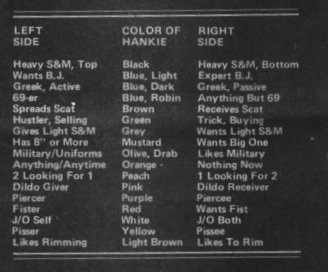 LEFT SIDE COLOR OF HANKIE RIGHT SIDE
Heavy S&M, Top Black Heavy S&M, Bottom
Wants B.J. Blue, Light Expert B.J.
Greek, Active Blue, Dark Greek, Passive
69-er Blue, Robin Anything But 69
Spreads Scat Brown Receives Scat
Hustler, Selling Green Trick, Buying
Gives Light S&M Grey Wants Light S&M
Has 8" or More Mustard Wants Big One
Military/Uniforms Olive, Drab Likes Military
Anything/Anytime Orange Nothing Now
2 Looking For 1 Peach 1 Looking For 2
Dildo Giver Pink Dildo Receiver
Piercer Purple Piercee
Fister Red Wants Fist
J/O Self White J/O Both
Pisser Yellow Pissee
Likes Rimming Light Brown Likes To Rim